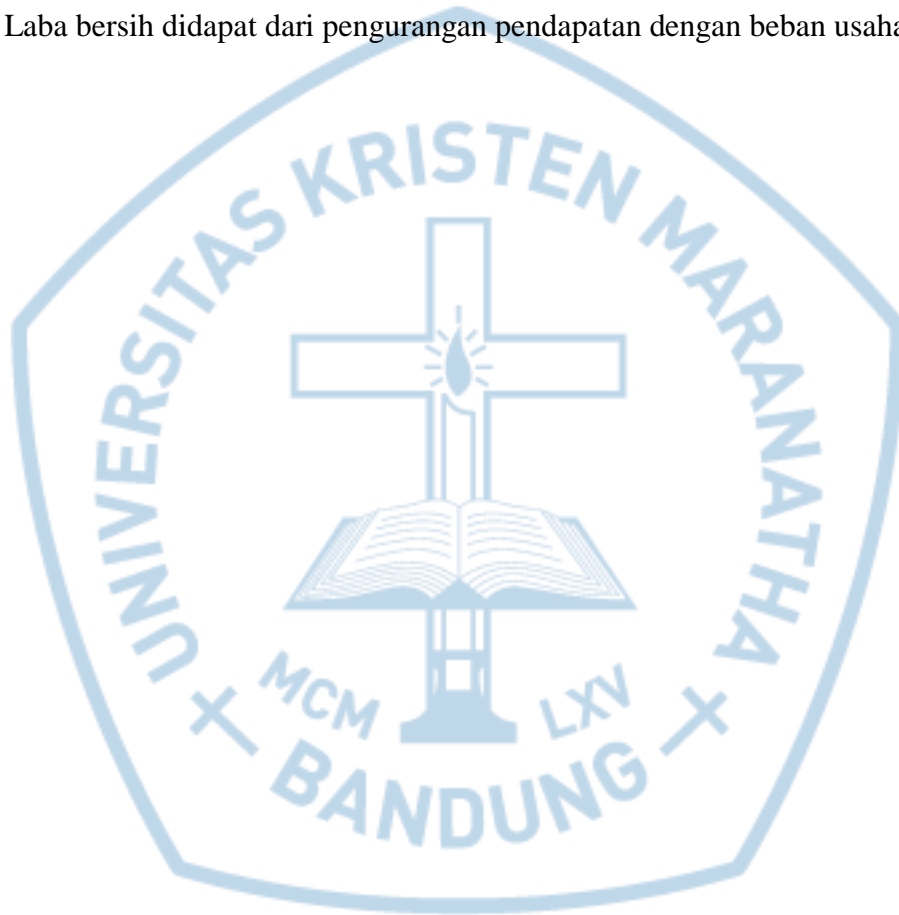 Laba bersih didapat dari pengurangan pendapatan dengan beban usaha
UNIVERSITAS KRISTEN MARANATHA
MCM LXV
BANDUNG